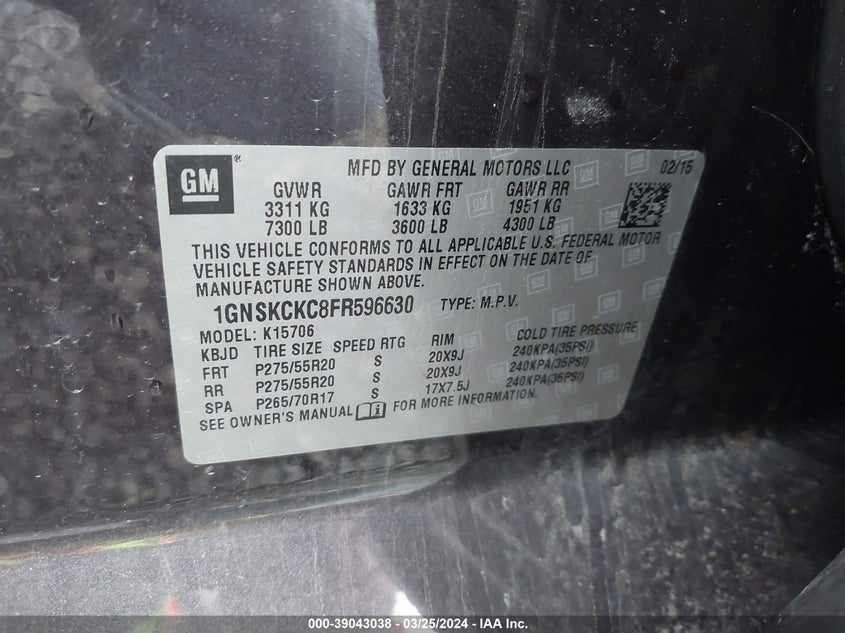 GM® MFD BY GENERAL MOTORS LLC 02/15
GVWR GAWR FRT GAWR RR
3311 KG 1633 KG 1951 KG
7300 LB 3600 LB 4300 LB
THIS VEHICLE CONFORMS TO ALL APPLICABLE U.S. FEDERAL MOTOR
VEHICLE SAFETY STANDARDS IN EFFECT ON THE DATE OF
MANUFACTURE SHOWN ABOVE.
1GNSKCKC8FR596630 TYPE: M.P.V.
MODEL: K15706
KBJD TIRE SIZE SPEED RTG RIM COLD TIRE PRESSURE
FRT P275/55R20 S 20X9J 240KPA(35PSI)
RR P275/55R20 S 20X9J 240KPA(35PSI)
SPA P265/70R17 S 17X7.5J 240KPA(35PSI)
SEE OWNER'S MANUAL FOR MORE INFORMATION.
000-39043038 - 03/25/2024 - IAA Inc.